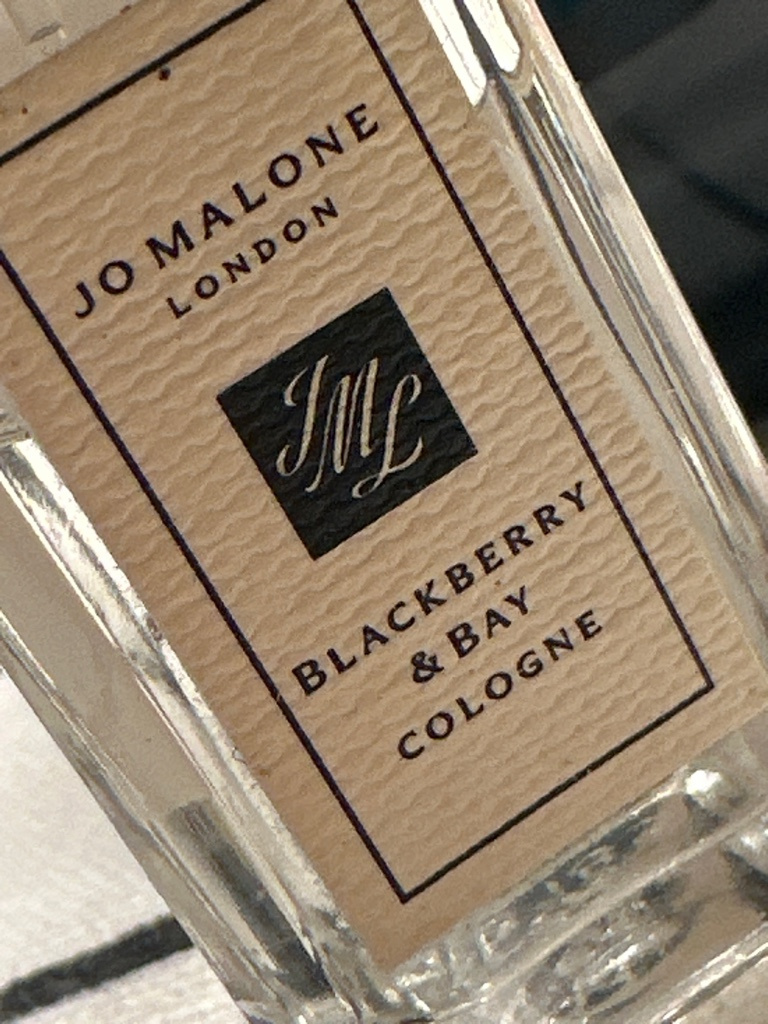 JO MALONE
LONDON
JML
BLACKBERRY
& BAY
COLOGNE